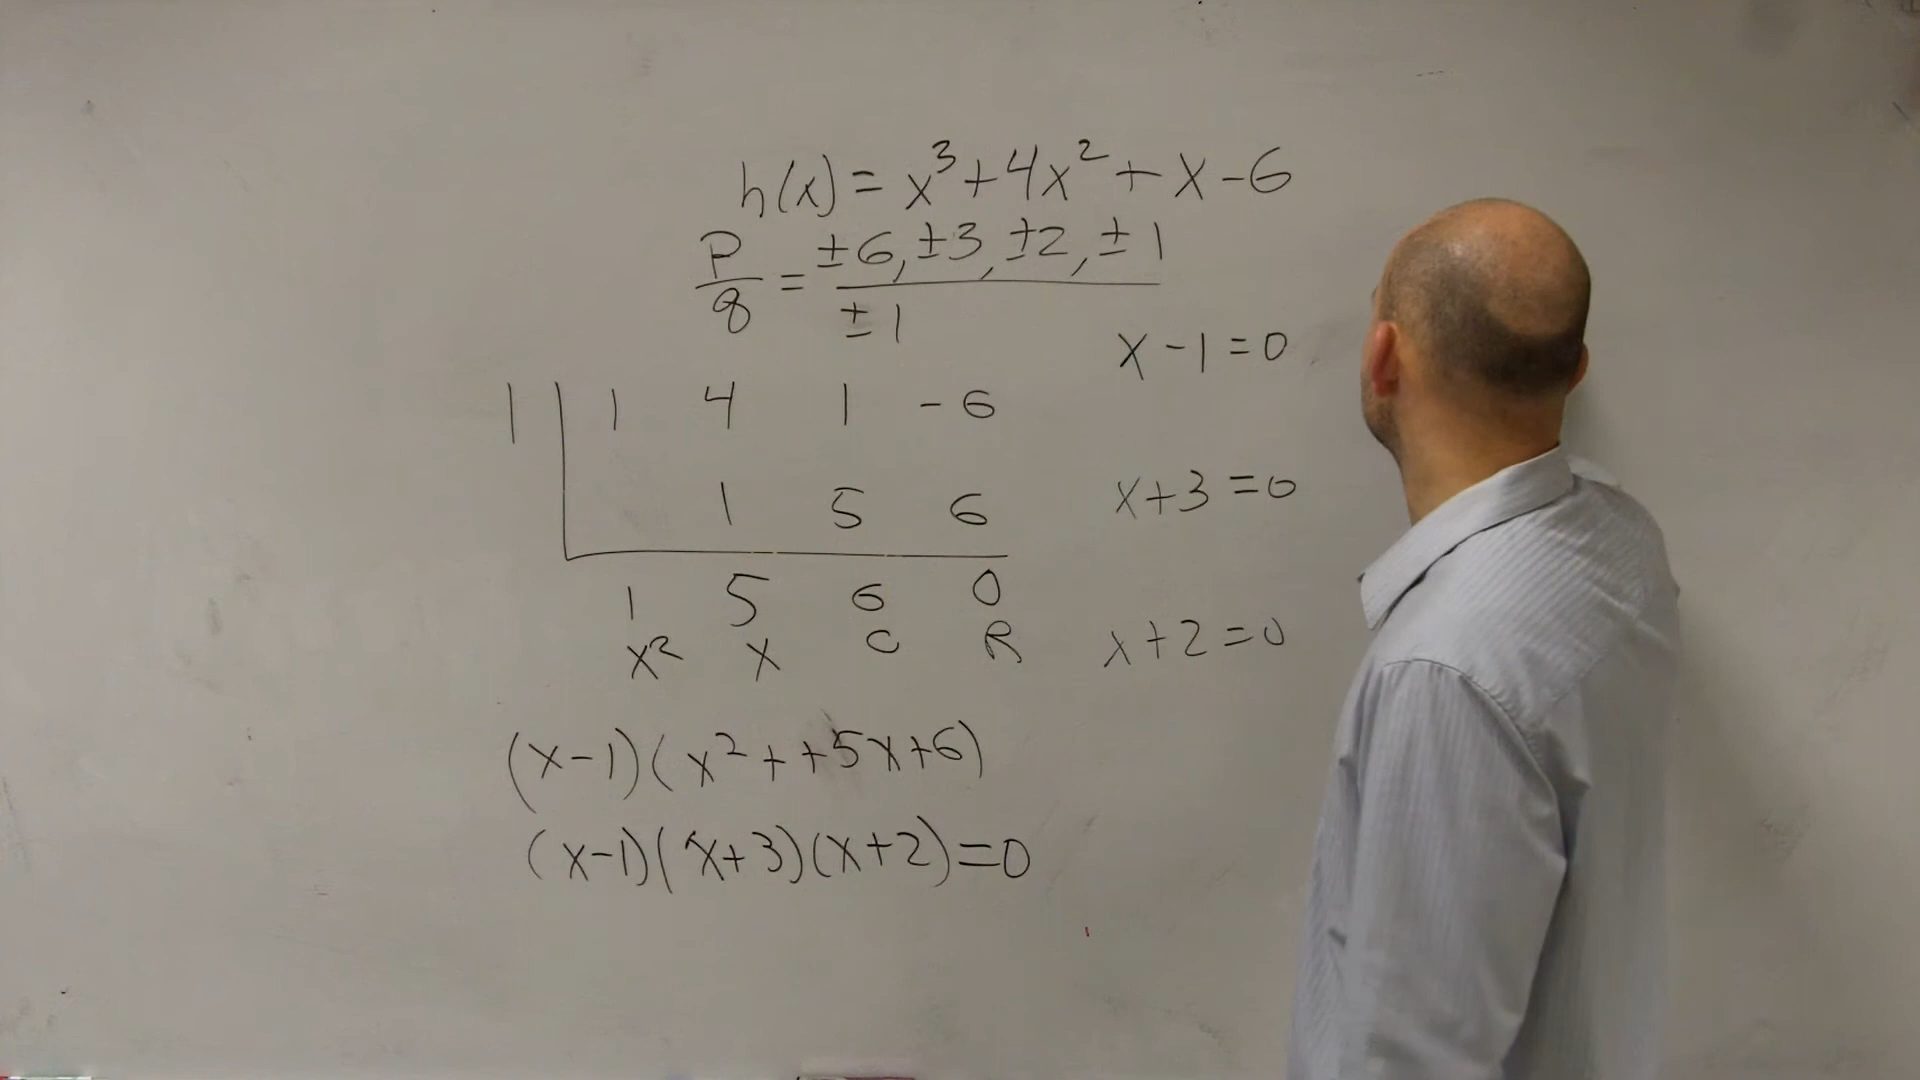 h(x) = x³ + 4x² + x - 6
P/q = ±6, ±3, ±2, ±1 / ±1
x - 1 = 0
1 | 1 4 1 -6
x + 3 = 0
1 5 6
1 5 6 0
x + 2 = 0
x² x C R
(x-1)(x² + +5x+6)
(x-1)(x+3)(x+2)=0